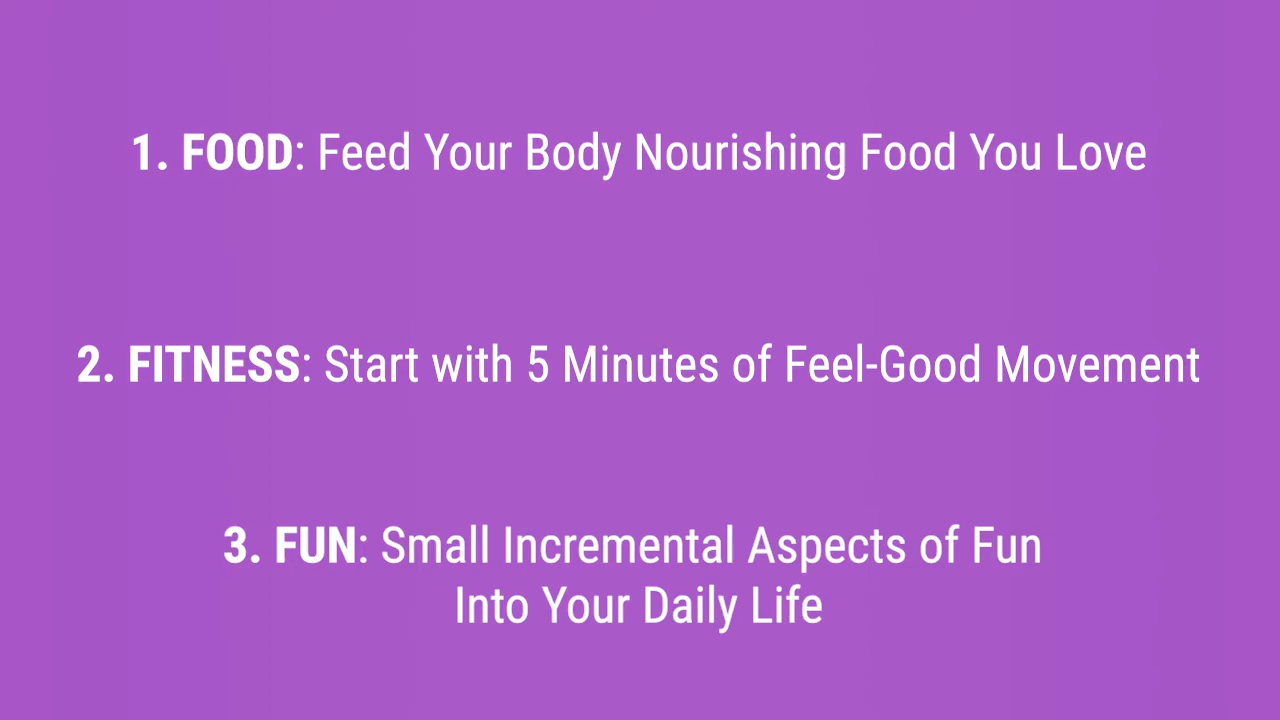 1. FOOD: Feed Your Body Nourishing Food You Love
2. FITNESS: Start with 5 Minutes of Feel-Good Movement
3. FUN: Small Incremental Aspects of Fun
Into Your Daily Life